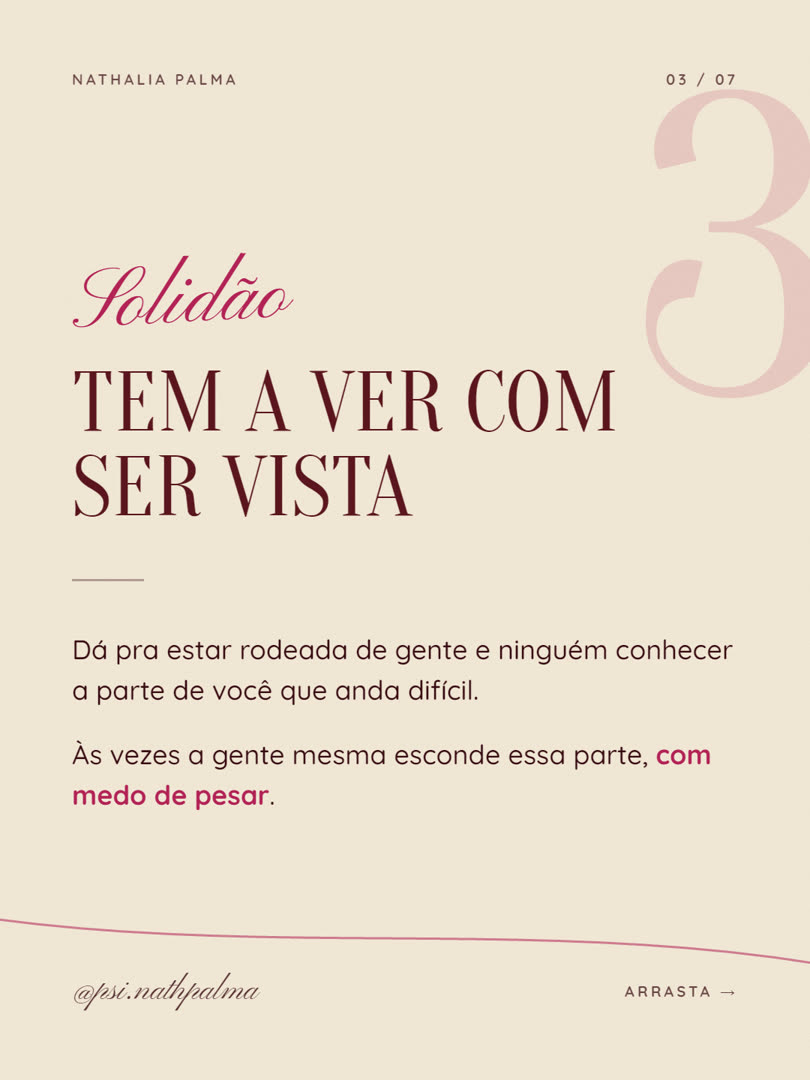 NATHALIA PALMA
03 / 07
3
Solidão
TEM A VER COM
SER VISTA
Dá pra estar rodeada de gente e ninguém conhecer
a parte de você que anda difícil.
Às vezes a gente mesma esconde essa parte, com
medo de pesar.
@psi.nathpalma
ARRASTA →